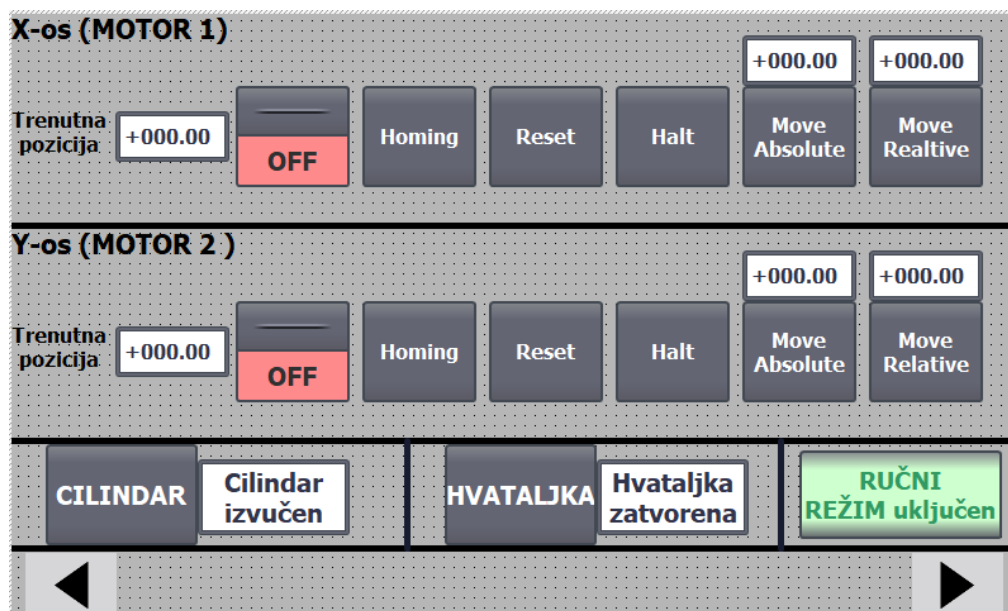 X-os (MOTOR 1)
+000.00 +000.00
Trenutna
pozicija
+000.00
OFF
Homing
Reset
Halt
Move
Absolute
Move
Realtive
Y-os (MOTOR 2 )
+000.00 +000.00
Trenutna
pozicija
+000.00
OFF
Homing
Reset
Halt
Move
Absolute
Move
Relative
CILINDAR
Cilindar
izvučen
HVATALJKA
Hvataljka
zatvorena
RUČNI
REŽIM uključen